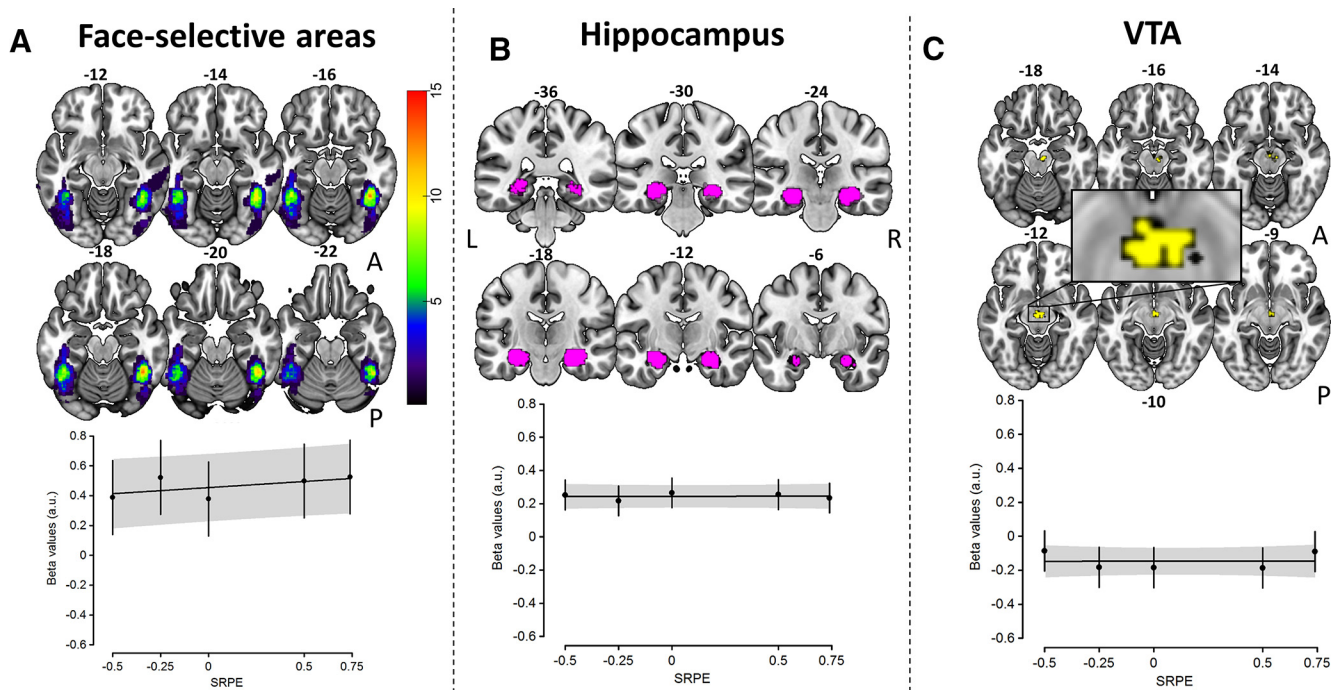 A Face-selective areas
-12 -14 -16
15
10
5
A
-18 -20 -22
P
0.8
0.6
0.4
0.2
0
-0.2
-0.4
-0.6
Beta values (a.u.)
-0.5 -0.25 0 0.5 0.75
SRPE
B Hippocampus
-36 -30 -24
L R
-18 -12 -6
0.8
0.6
0.4
0.2
0
-0.2
-0.4
-0.6
Beta values (a.u.)
-0.5 -0.25 0 0.5 0.75
SRPE
C VTA
-18 -16 -14
A
-12 -9
P
-10
0.8
0.6
0.4
0.2
0
-0.2
-0.4
-0.6
Beta values (a.u.)
-0.5 -0.25 0 0.5 0.75
SRPE